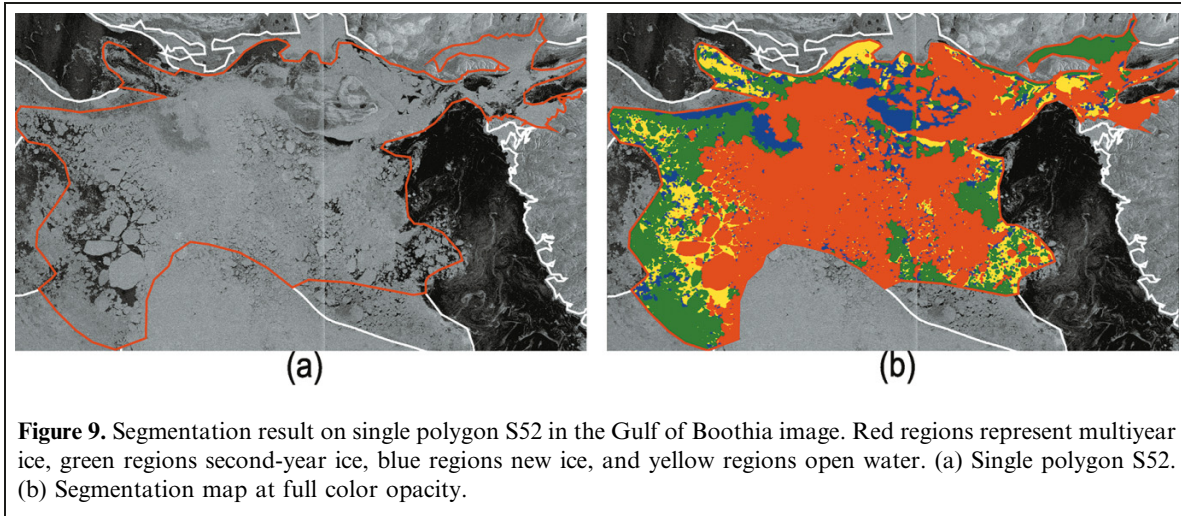 (a)
(b)
Figure 9. Segmentation result on single polygon S52 in the Gulf of Boothia image. Red regions represent multiyear
ice, green regions second-year ice, blue regions new ice, and yellow regions open water. (a) Single polygon S52.
(b) Segmentation map at full color opacity.